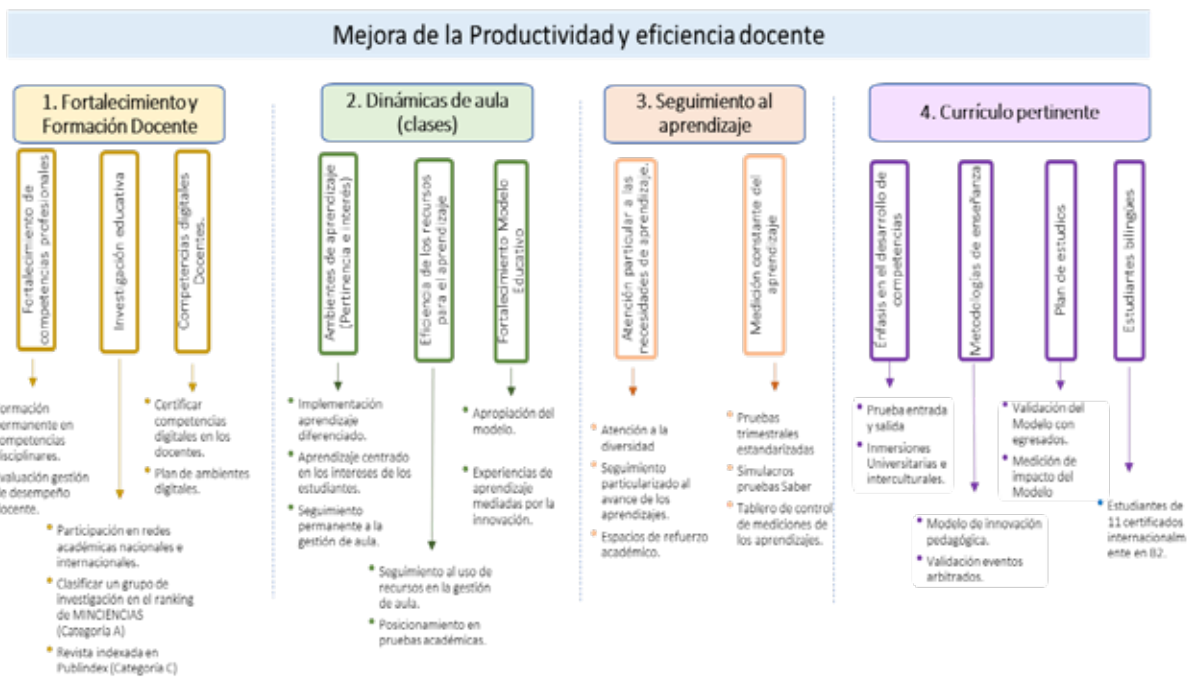 Mejora de la Productividad y eficiencia docente
1. Fortalecimiento y
Formación Docente
Fortalecimiento de
competencias profesionales
Investigación educativa
Competencias digitales
Docentes.
ormación
ermanente en
ompetencias
isciplinares.
valuación gestión
e desempeño
ocente.
Certificar
competencias
digitales en los
docentes.
Plan de ambientes
digitales.
Participación en redes
académicas nacionales e
internacionales.
Clasificar un grupo de
investigación en el ranking
de MINCIENCIAS
(Categoría A)
Revista indexada en
Publindex (Categoría C)
2. Dinámicas de aula
(clases)
Ambientes de aprendizaje
(Pertinencia e interés)
Eficiencia de los recursos
para el aprendizaje
Fortalecimiento Modelo
Educativo
Implementación
aprendizaje
diferenciado.
Aprendizaje centrado
en los intereses de los
estudiantes.
Seguimiento
permanente a la
gestión de aula.
Apropiación del
modelo.
Experiencias de
aprendizaje
mediadas por la
innovación.
Seguimiento al uso de
recursos en la gestión
de aula.
Posicionamiento en
pruebas académicas.
3. Seguimiento al
aprendizaje
Atención particular a las
necesidades de aprendizaje.
Medición constante del
aprendizaje
Atención a la
diversidad
Seguimiento
particularizado al
avance de los
aprendizajes.
Espacios de refuerzo
académico.
Pruebas
trimestrales
estandarizadas
Simulacros
pruebas Saber
Tablero de control
de mediciones de
los aprendizajes.
4. Currículo pertinente
Énfasis en el desarrollo de
competencias
Metodologías de enseñanza
Plan de estudios
Estudiantes bilingües
Prueba entrada
y salida
Inmersiones
Universitarias e
interculturales.
Modelo de innovación
pedagógica.
Validación eventos
arbitrados.
Validación del
Modelo con
egresados.
Medición de
impacto del
Modelo
Estudiantes de
11 certificados
internacionalm
ente en B2.